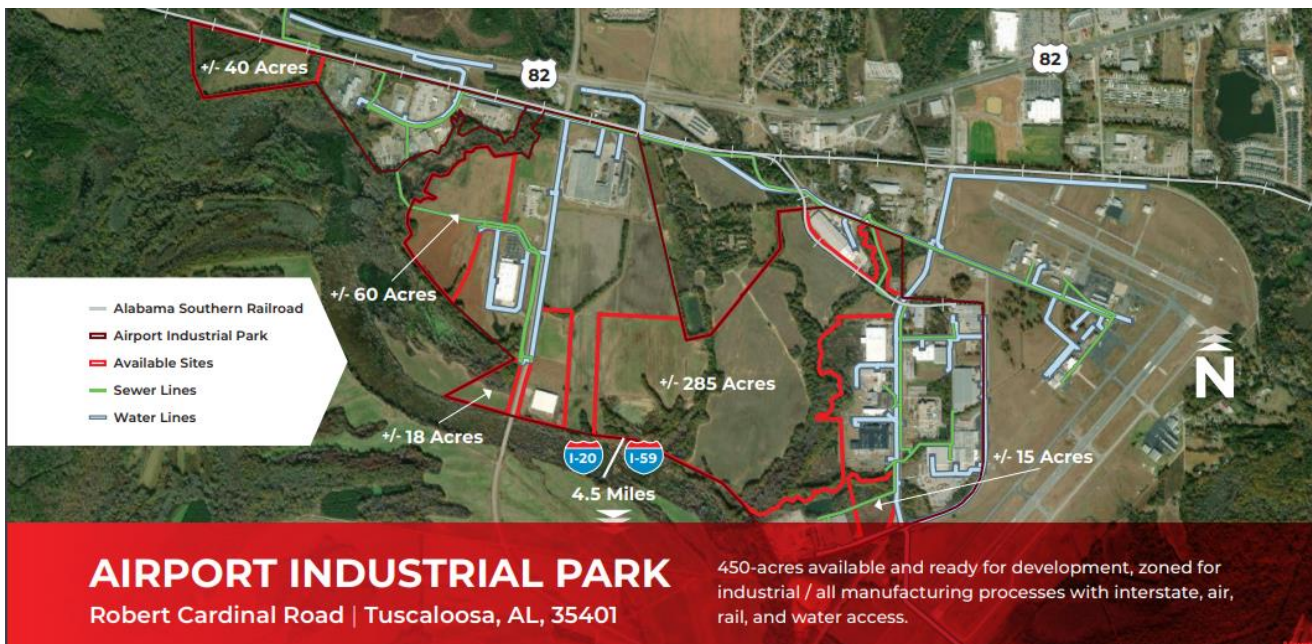 +/- 40 Acres
82
82
+/- 60 Acres
Alabama Southern Railroad
Airport Industrial Park
Available Sites
Sewer Lines
Water Lines
+/- 285 Acres
N
+/- 18 Acres
I-20
I-59
4.5 Miles
+/- 15 Acres
AIRPORT INDUSTRIAL PARK
Robert Cardinal Road | Tuscaloosa, AL, 35401
450-acres available and ready for development, zoned for
industrial / all manufacturing processes with interstate, air,
rail, and water access.